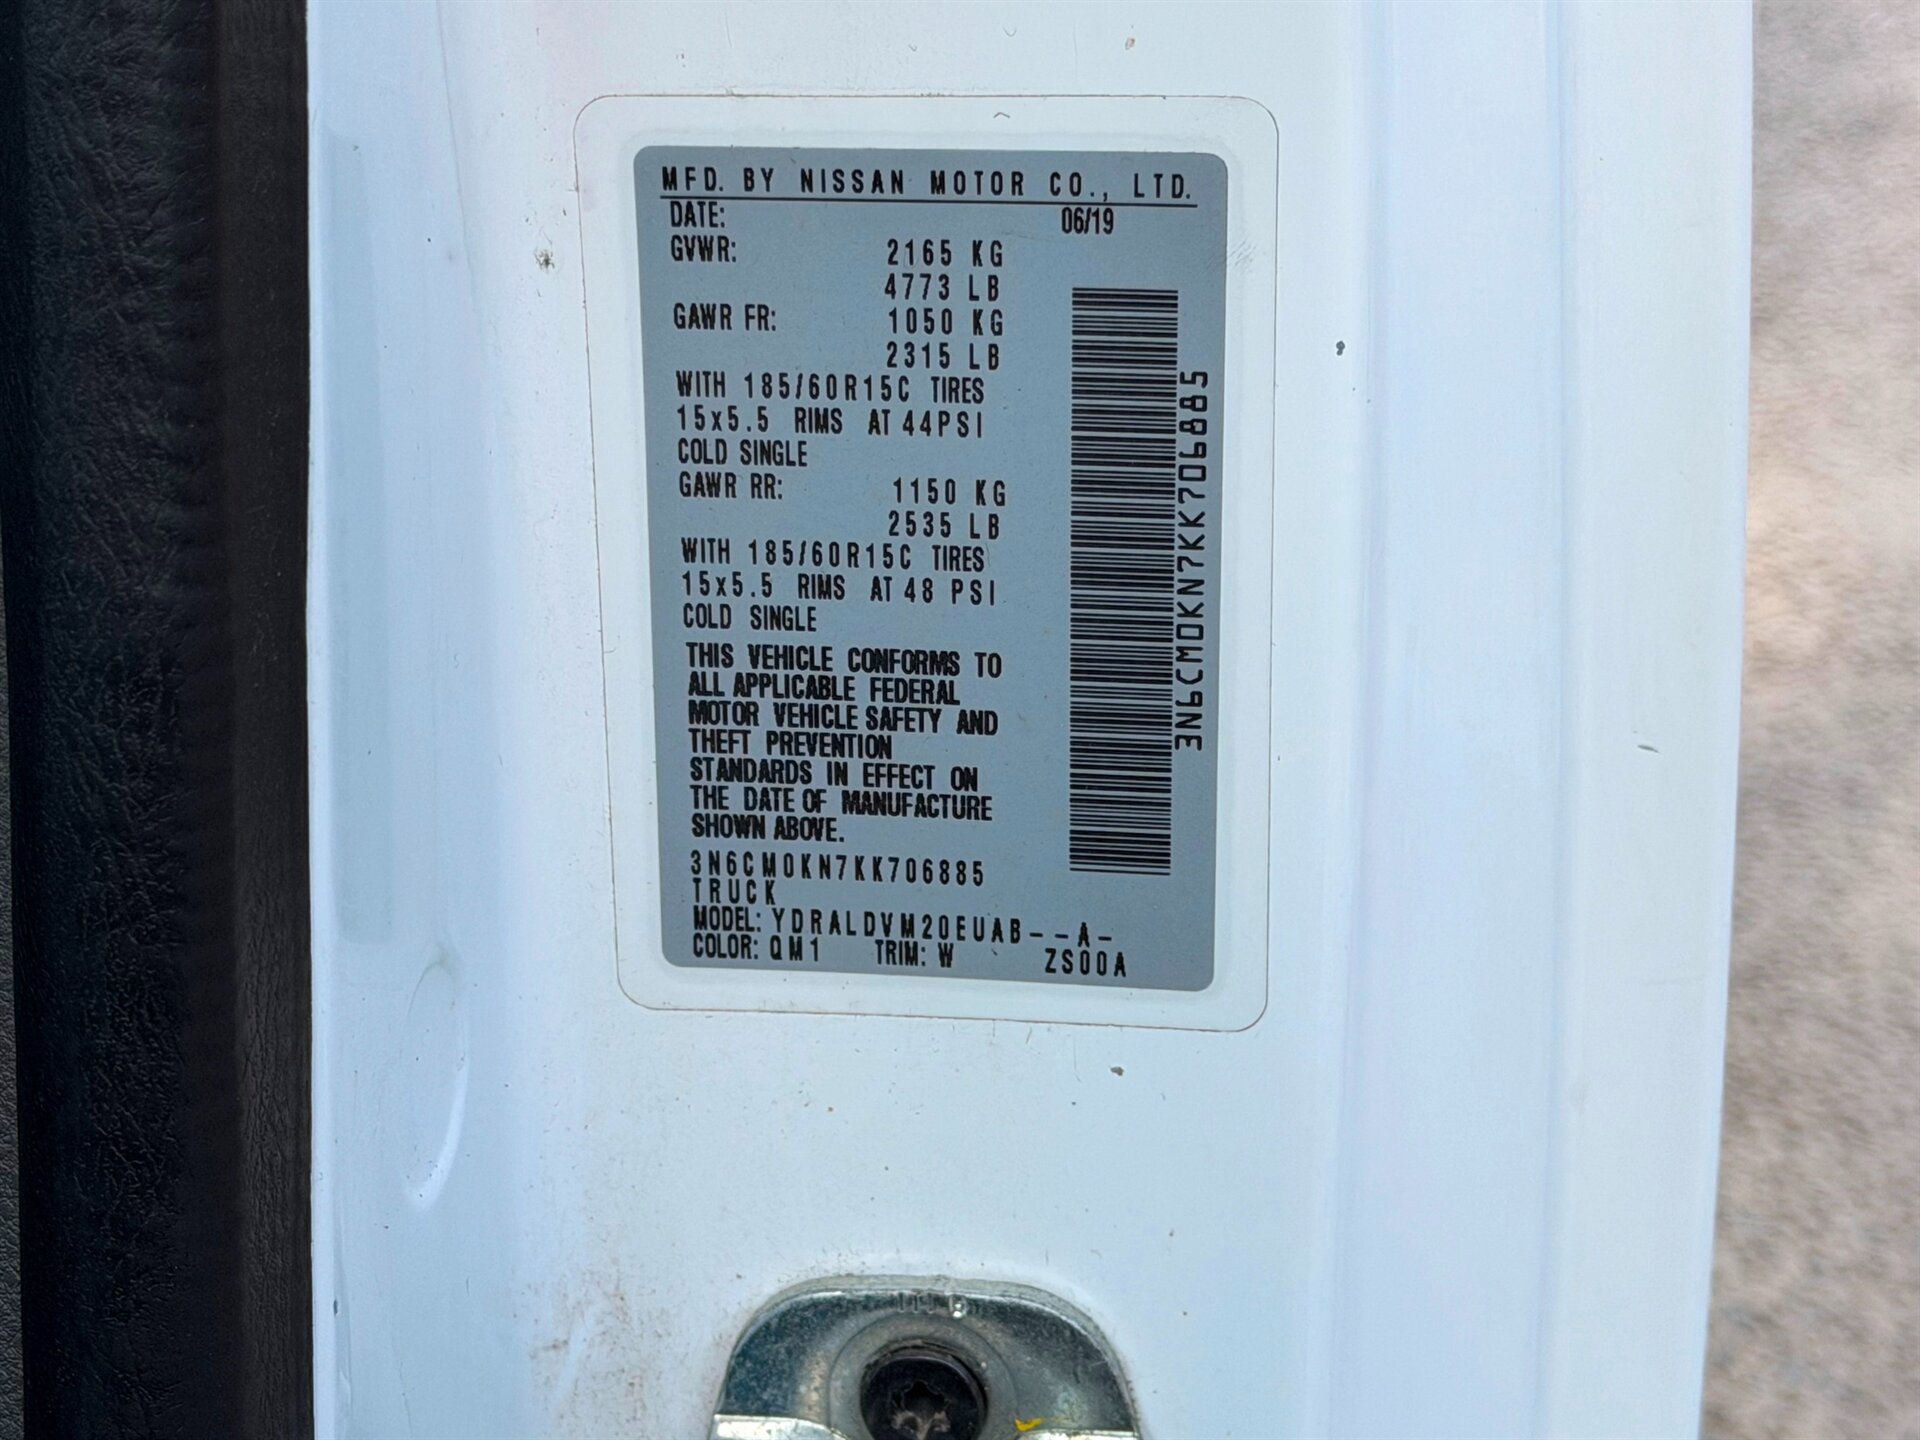 MFD. BY NISSAN MOTOR CO., LTD.
DATE: 06/19
GVWR: 2165 KG
4773 LB
GAWR FR: 1050 KG
2315 LB
WITH 185/60R15C TIRES
15x5.5 RIMS AT 44PSI
COLD SINGLE
GAWR RR: 1150 KG
2535 LB
WITH 185/60R15C TIRES
15x5.5 RIMS AT 48 PSI
COLD SINGLE
THIS VEHICLE CONFORMS TO
ALL APPLICABLE FEDERAL
MOTOR VEHICLE SAFETY AND
THEFT PREVENTION
STANDARDS IN EFFECT ON
THE DATE OF MANUFACTURE
SHOWN ABOVE.
3N6CM0KN7KK706885
TRUCK
MODEL: YDRALDVM20EUAB--A-
COLOR: QM1 TRIM: W ZS00A
3N6CM0KN7KK706885